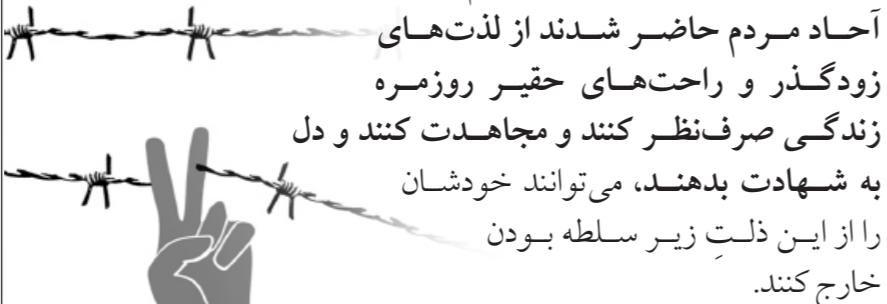 آحاد مردم حاضر شدند از لذت‌های
زودگذر و راحت‌های حقیر روزمره
زندگی صرف‌نظر کنند و مجاهدت کنند و دل
به شهادت بدهند، می‌توانند خودشان
را از این ذلتِ زیر سلطه بودن
خارج کنند.